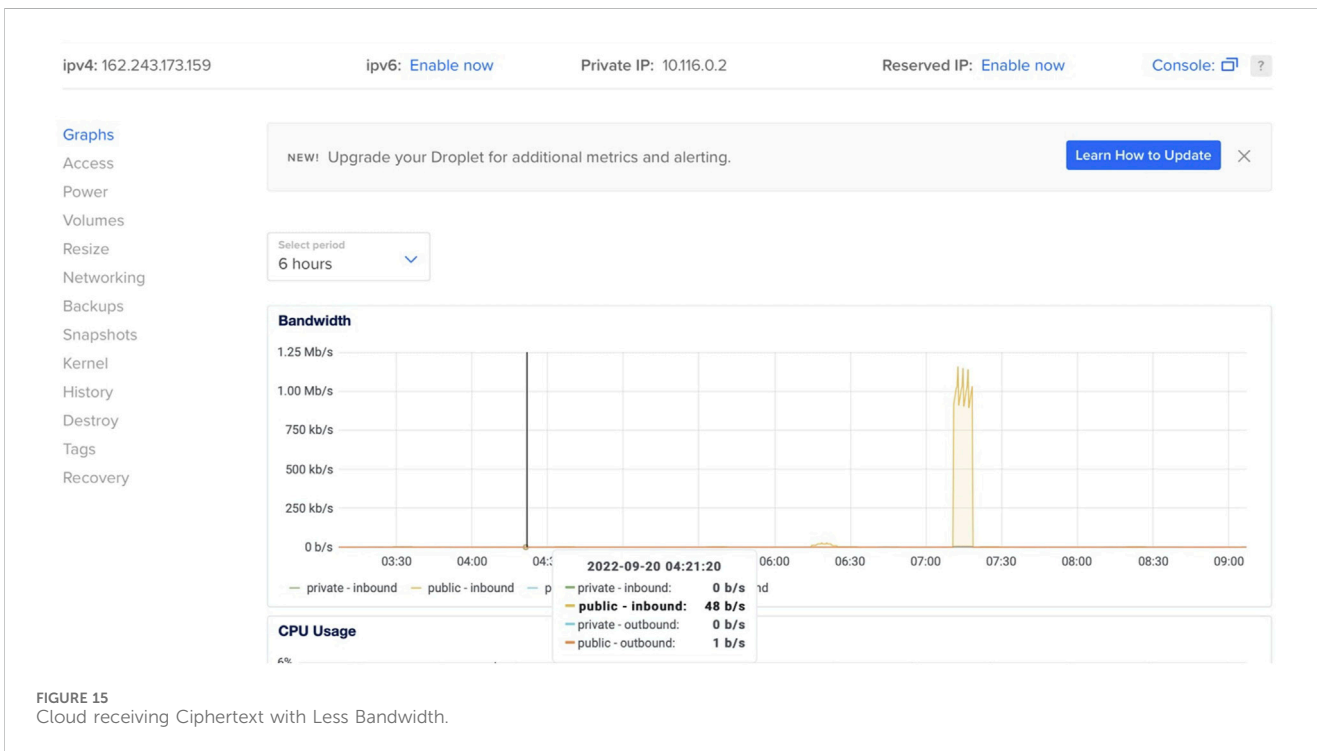 ipv4: 162.243.173.159 ipv6: Enable now Private IP: 10.116.0.2 Reserved IP: Enable now Console: ?
Graphs
Access
Power
Volumes
Resize
Networking
Backups
Snapshots
Kernel
History
Destroy
Tags
Recovery
NEW! Upgrade your Droplet for additional metrics and alerting. Learn How to Update
Select period
6 hours
Bandwidth
1.25 Mb/s
1.00 Mb/s
750 kb/s
500 kb/s
250 kb/s
0 b/s
03:30 04:00 04:3 06:00 06:30 07:00 07:30 08:00 08:30 09:00
private - inbound public - inbound p nd
2022-09-20 04:21:20
private - inbound: 0 b/s
public - inbound: 48 b/s
private - outbound: 0 b/s
public - outbound: 1 b/s
CPU Usage
6%
FIGURE 15
Cloud receiving Ciphertext with Less Bandwidth.